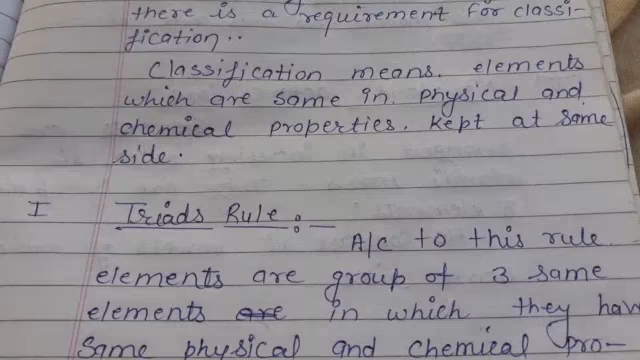 there is a requirement for classi-
fication..
Classification means. elements
which are same in. physical and
chemical properties. kept at same
side.
I Triads Rule :-
A/c to this rule
elements are group of 3 same
elements are in which they have
same physical and chemical pro-